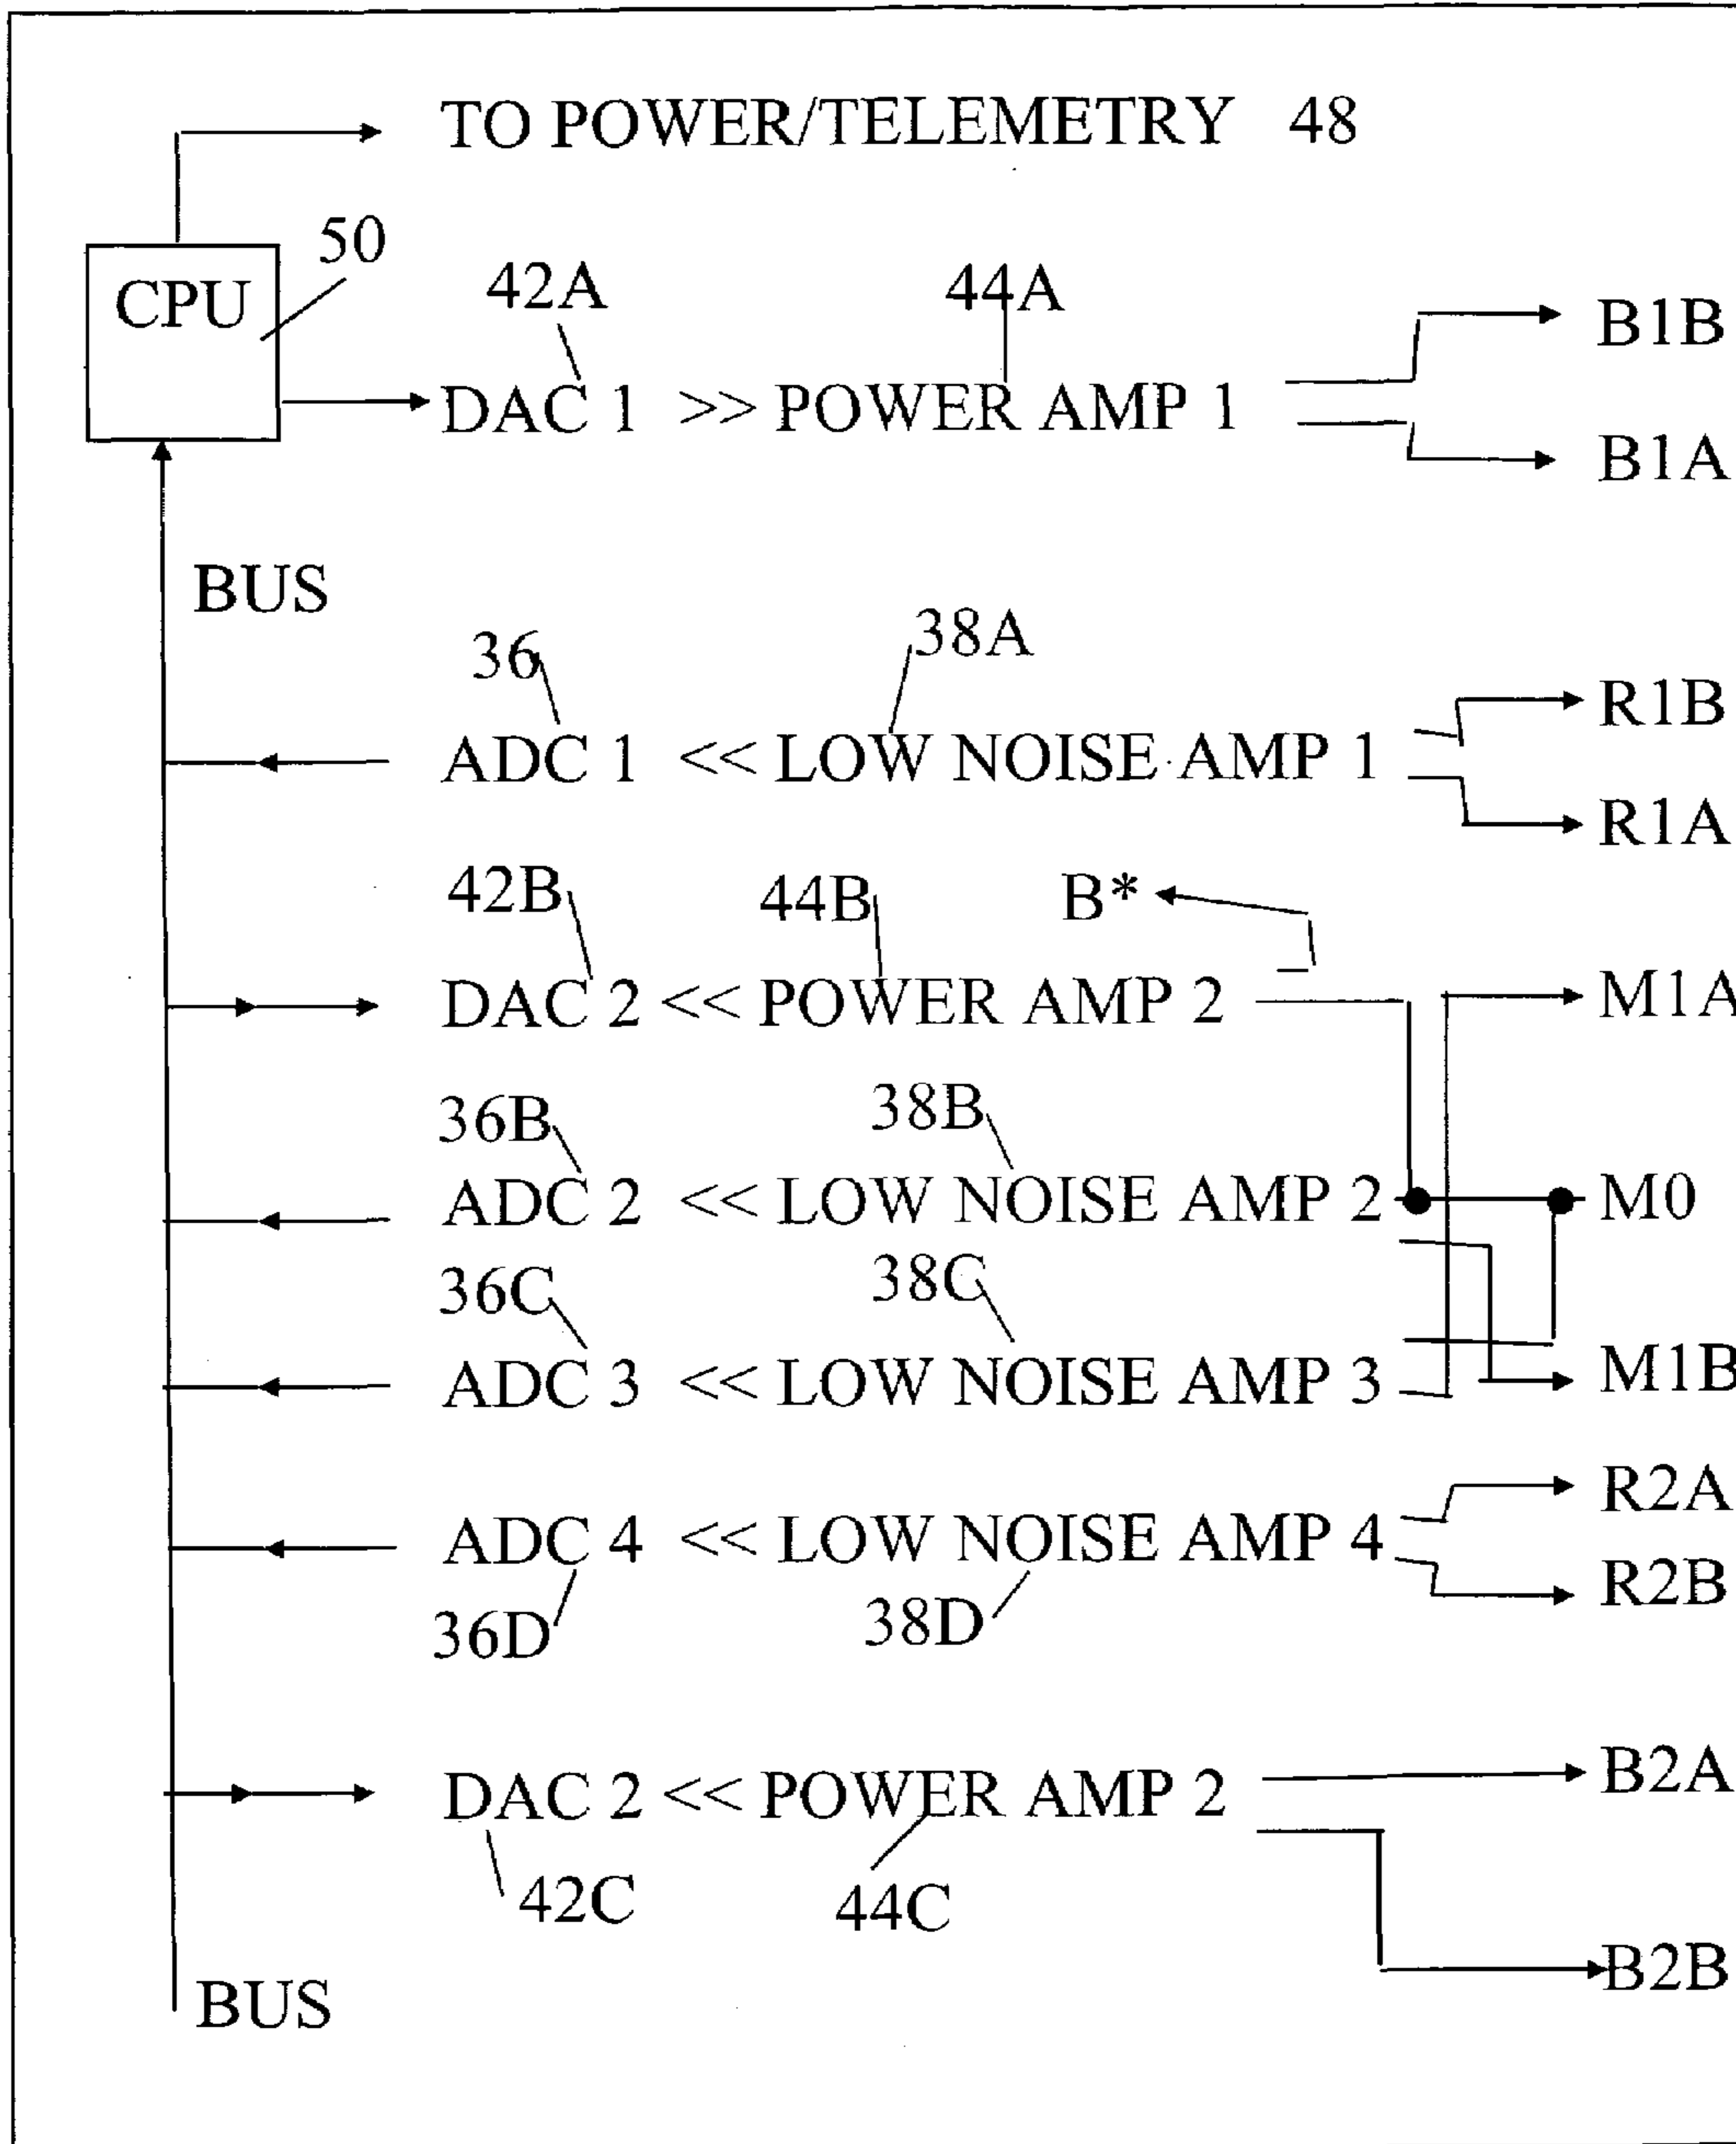 TO POWER/TELEMETRY 48
50
CPU
42A 44A
B1B
DAC 1 >> POWER AMP 1
B1A
BUS
36 38A
R1B
ADC 1 << LOW NOISE AMP 1
R1A
42B 44B B*
DAC 2 << POWER AMP 2 M1A
36B 38B
ADC 2 << LOW NOISE AMP 2 M0
36C 38C
ADC 3 << LOW NOISE AMP 3 M1B
R2A
ADC 4 << LOW NOISE AMP 4
R2B
36D 38D
B2A
DAC 2 << POWER AMP 2
42C 44C
B2B
BUS